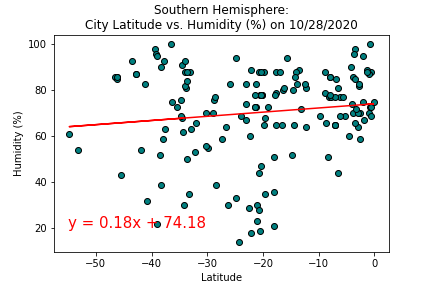 Southern Hemisphere:
City Latitude vs. Humidity (%) on 10/28/2020
Humidity (%)
100
80
60
40
20
y = 0.18x + 74.18
−50
−40
−30
−20
−10
0
Latitude